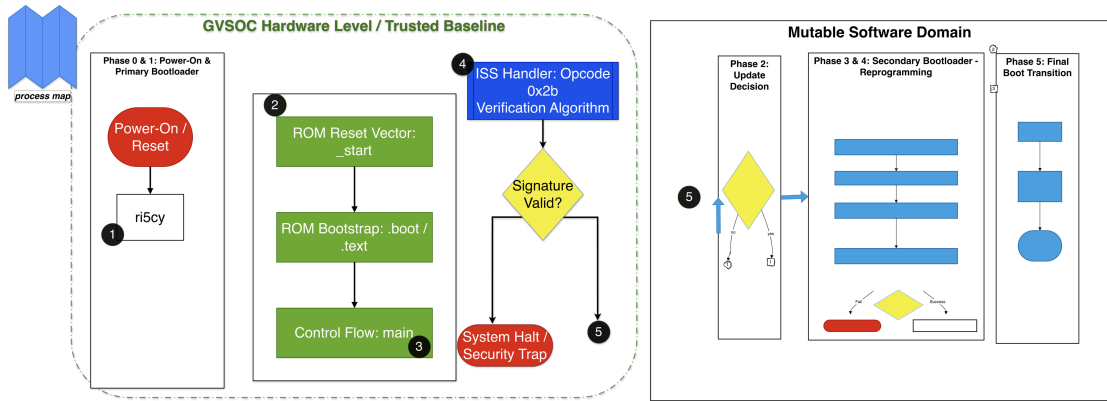 GVSOC Hardware Level / Trusted Baseline
process map
Phase 0 & 1: Power-On &
Primary Bootloader
Power-On /
Reset
ri5cy
1
2
ROM Reset Vector:
_start
ROM Bootstrap: .boot /
.text
Control Flow: main
3
4
ISS Handler: Opcode
0x2b
Verification Algorithm
Signature
Valid?
System Halt /
Security Trap
5
Mutable Software Domain
5
Phase 2:
Update
Decision
no
yes
Phase 3 & 4: Secondary Bootloader -
Reprogramming
Fail
Success
Phase 5: Final
Boot Transition